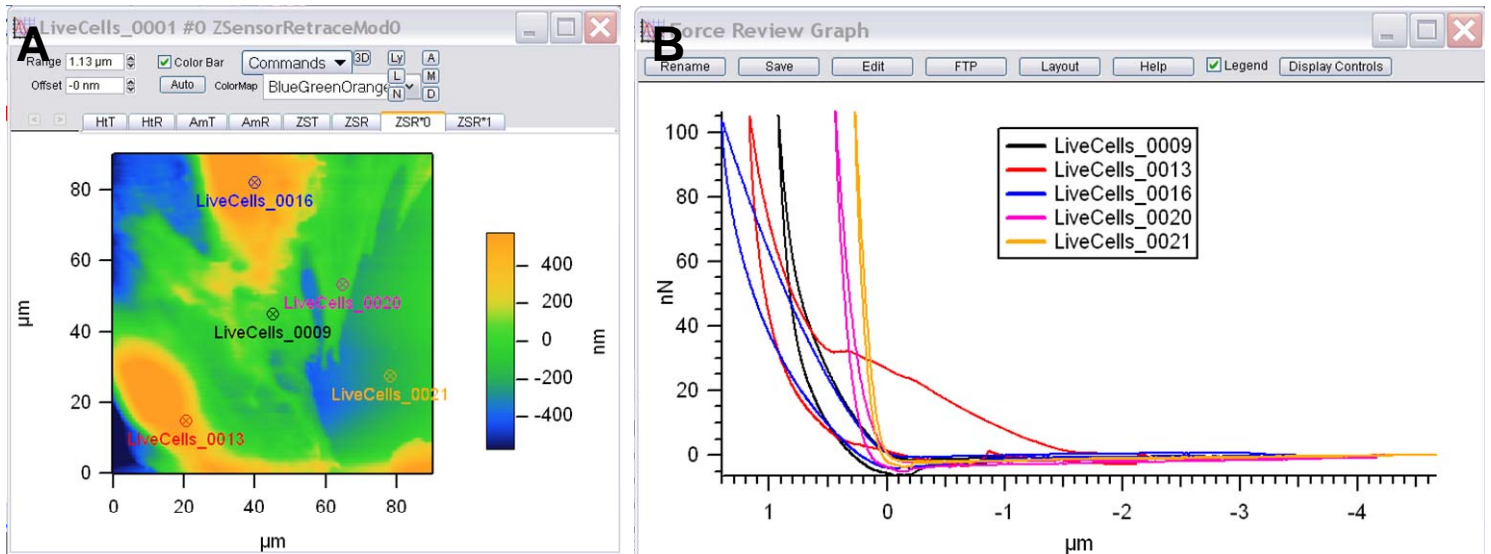 A
LiveCells_0001 #0 ZSensorRetraceMod0
Range 1.13 µm Color Bar Commands 3D Ly A
L M
Offset -0 nm Auto ColorMap BlueGreenOrange N D
HtT HtR AmT AmR ZST ZSR ZSR*0 ZSR*1
80
60
40
20
0
µm
LiveCells_0016
LiveCells_0020
LiveCells_0009
LiveCells_0021
LiveCells_0013
0 20 40 60 80
µm
400
200
0
-200
-400
nm
B
Force Review Graph
Rename Save Edit FTP Layout Help Legend Display Controls
100
80
60
40
20
0
nN
LiveCells_0009
LiveCells_0013
LiveCells_0016
LiveCells_0020
LiveCells_0021
1 0 -1 -2 -3 -4
µm